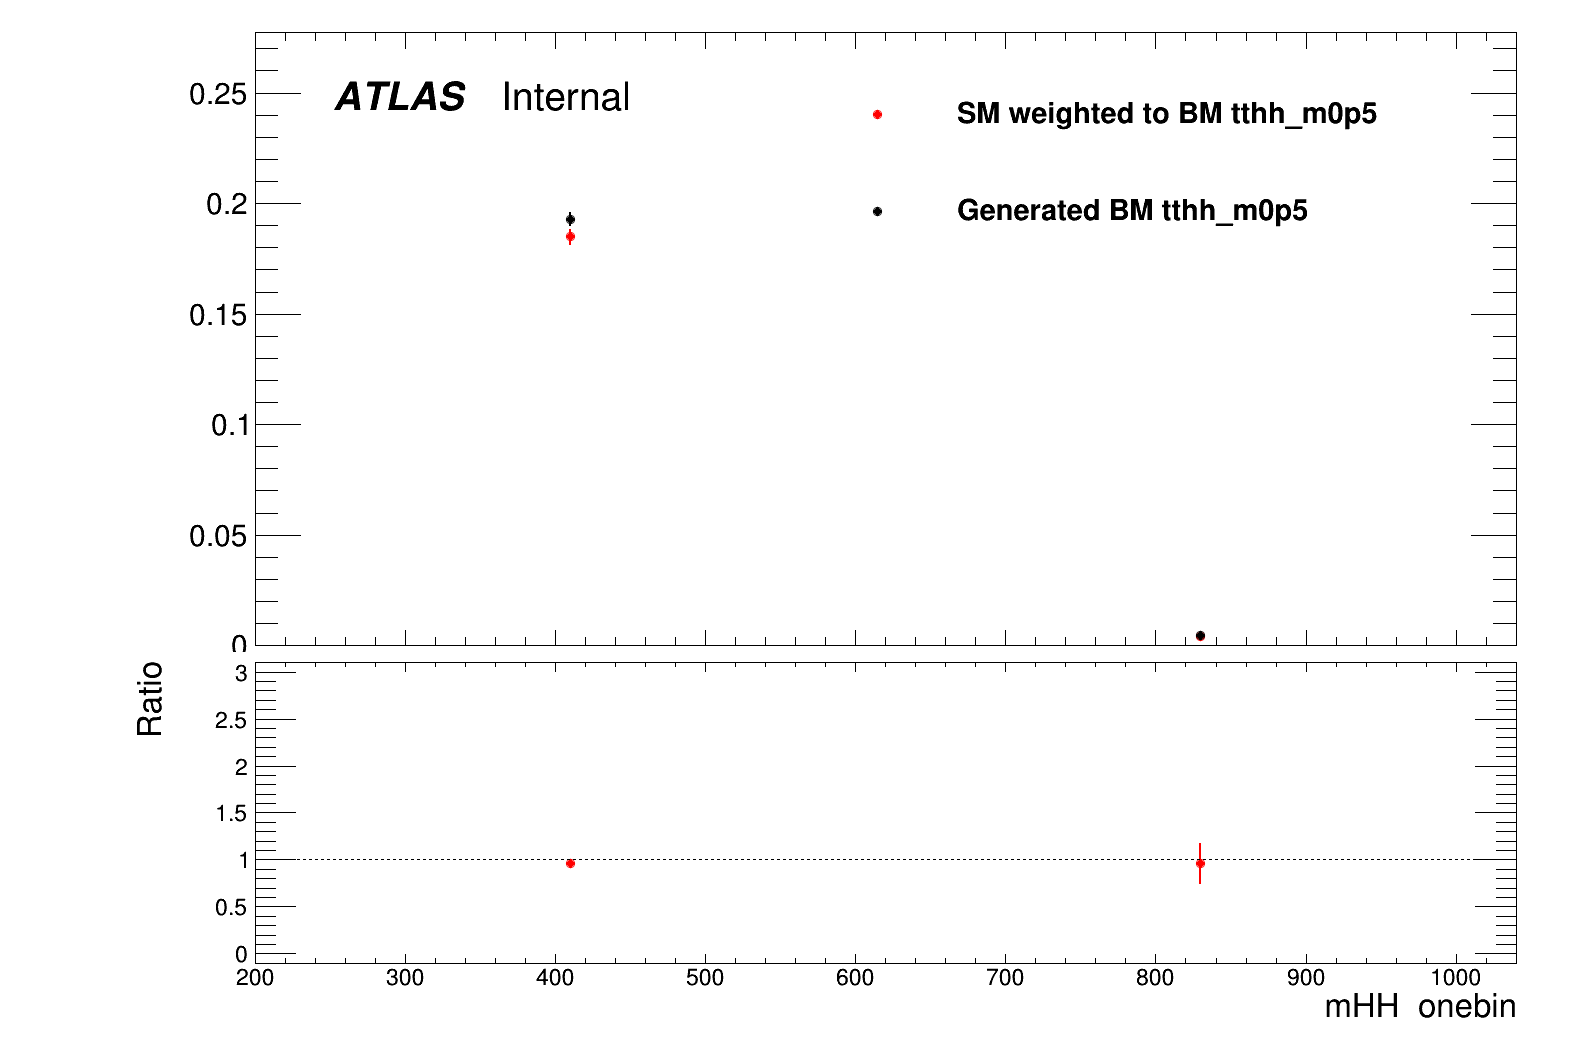 ATLAS Internal
SM weighted to BM tthh_m0p5
Generated BM tthh_m0p5
0.25
0.2
0.15
0.1
0.05
0
Ratio
3
2.5
2
1.5
1
0.5
0
200 300 400 500 600 700 800 900 1000
mHH onebin